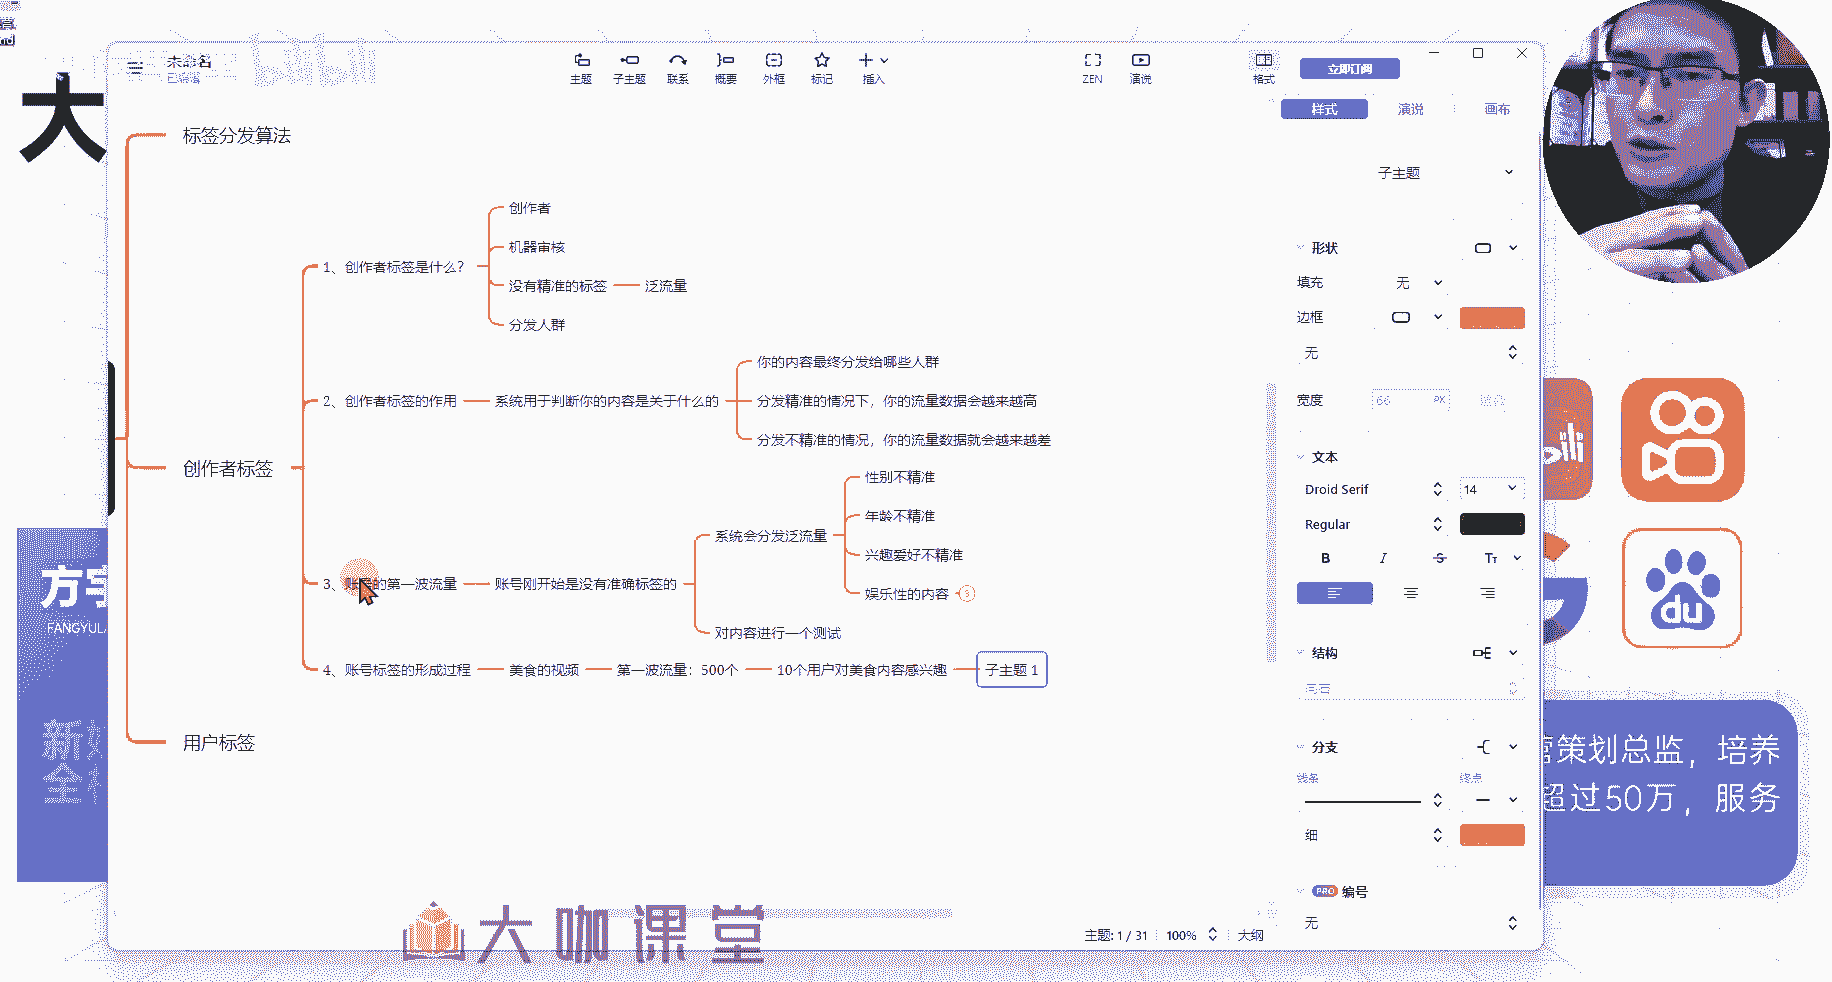 未命名
已编辑
bilibili
主题
子主题
联系
概要
外框
标记
插入
ZEN
演说
格式
立即订阅
样式
演说
画布
大
标签分发算法
创作者
机器审核
1、创作者标签是什么？
没有精准的标签
泛流量
分发人群
你的内容最终分发给哪些人群
2、创作者标签的作用
系统用于判断你的内容是关于什么的
分发精准的情况下，你的流量数据会越来越高
分发不精准的情况，你的流量数据就会越来越差
创作者标签
性别不精准
年龄不精准
系统会分发泛流量
兴趣爱好不精准
3、账号的第一波流量
账号刚开始是没有准确标签的
娱乐性的内容
3
对内容进行一个测试
4、账号标签的形成过程
美食的视频
第一波流量：500个
10个用户对美食内容感兴趣
子主题 1
用户标签
子主题
形状
填充
无
边框
无
宽度
66
PX
文本
Droid Serif
14
Regular
B
I
S
Tт
结构
分支
线条
终点
细
PRO
编号
无
主题: 1 / 31
100%
大纲
方宇
FANGYULA
新
全
du
营策划总监，培养
超过50万，服务
大咖课堂